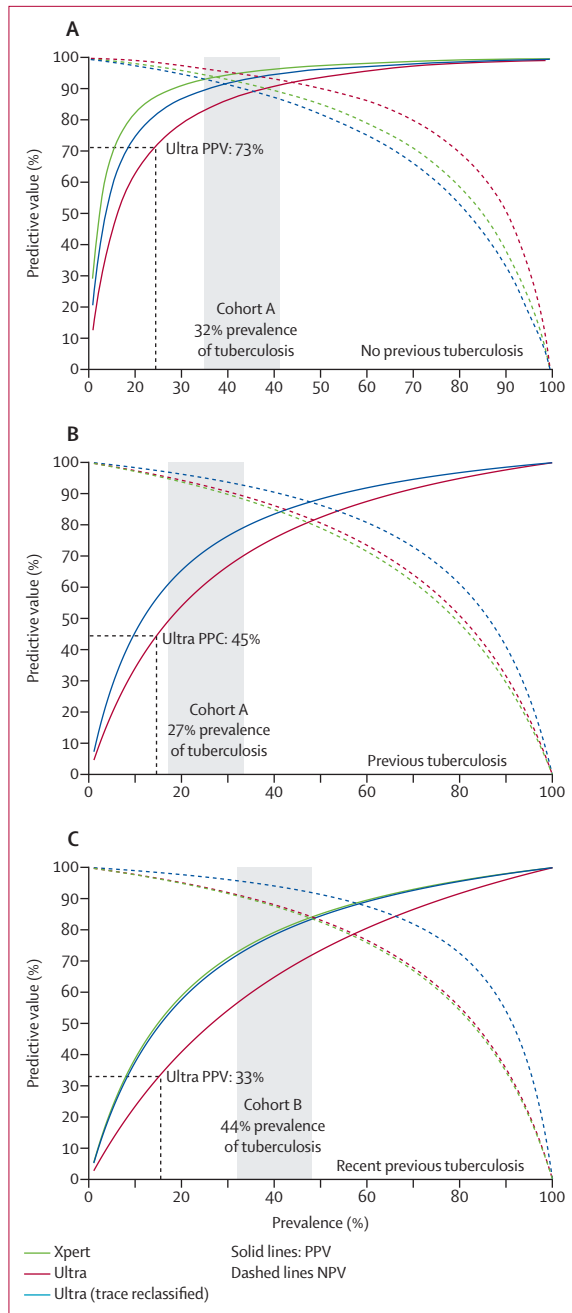 A
100
90
80
70
60
50
40
30
20
10
0
Predictive value (%)
Ultra PPV: 73%
Cohort A
32% prevalence
of tuberculosis
No previous tuberculosis
0 20 40 60 80 90 100
B
100
90
80
70
60
50
40
30
20
10
0
Predictive value (%)
Ultra PPC: 45%
Cohort A
27% prevalence
of tuberculosis
Previous tuberculosis
0 20 40 60 80 100
C
100
90
80
70
60
50
40
30
20
10
0
Predictive value (%)
Ultra PPV: 33%
Cohort B
44% prevalence
of tuberculosis
Recent previous tuberculosis
0 20 40 60 80 100
Prevalence (%)
Xpert
Ultra
Ultra (trace reclassified)
Solid lines: PPV
Dashed lines NPV